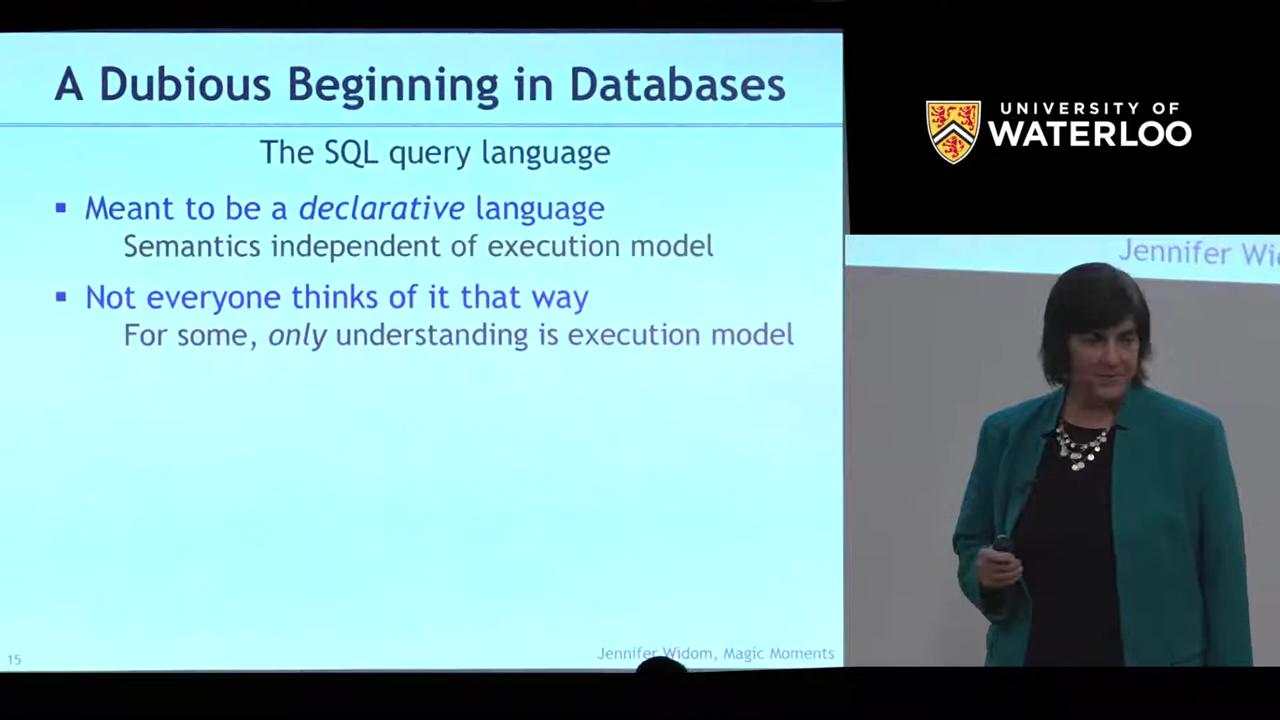 A Dubious Beginning in Databases
The SQL query language
▪ Meant to be a declarative language
Semantics independent of execution model
▪ Not everyone thinks of it that way
For some, only understanding is execution model
15
Jennifer Widom, Magic Moments
UNIVERSITY OF
WATERLOO
Jennifer Wi